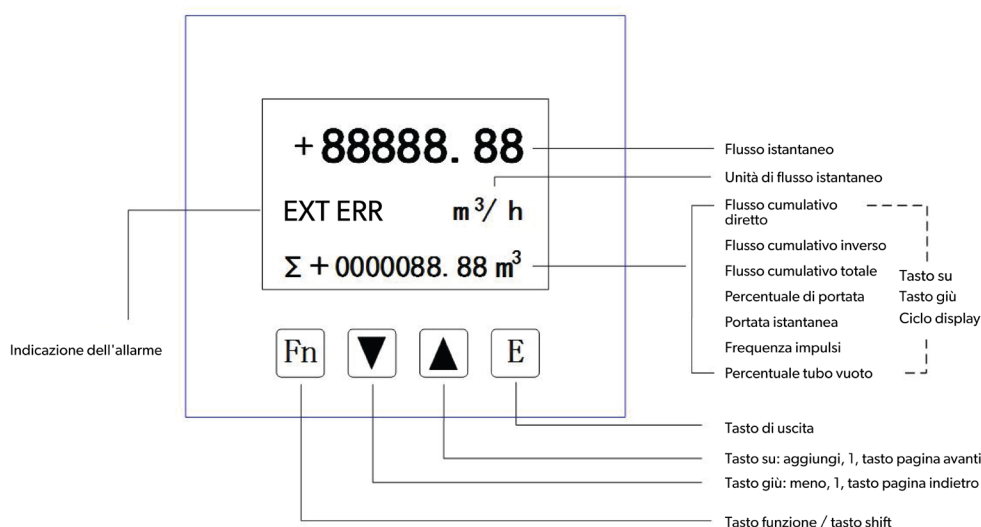 +88888.88
EXT ERR
m³/h
Σ+0000088.88 m³
Fn
▼
▲
E
Indicazione dell'allarme
Flusso istantaneo
Unità di flusso istantaneo
Flusso cumulativo
diretto
Flusso cumulativo inverso
Flusso cumulativo totale
Percentuale di portata
Portata istantanea
Frequenza impulsi
Percentuale tubo vuoto
Tasto su
Tasto giù
Ciclo display
Tasto di uscita
Tasto su: aggiungi, 1, tasto pagina avanti
Tasto giù: meno, 1, tasto pagina indietro
Tasto funzione / tasto shift